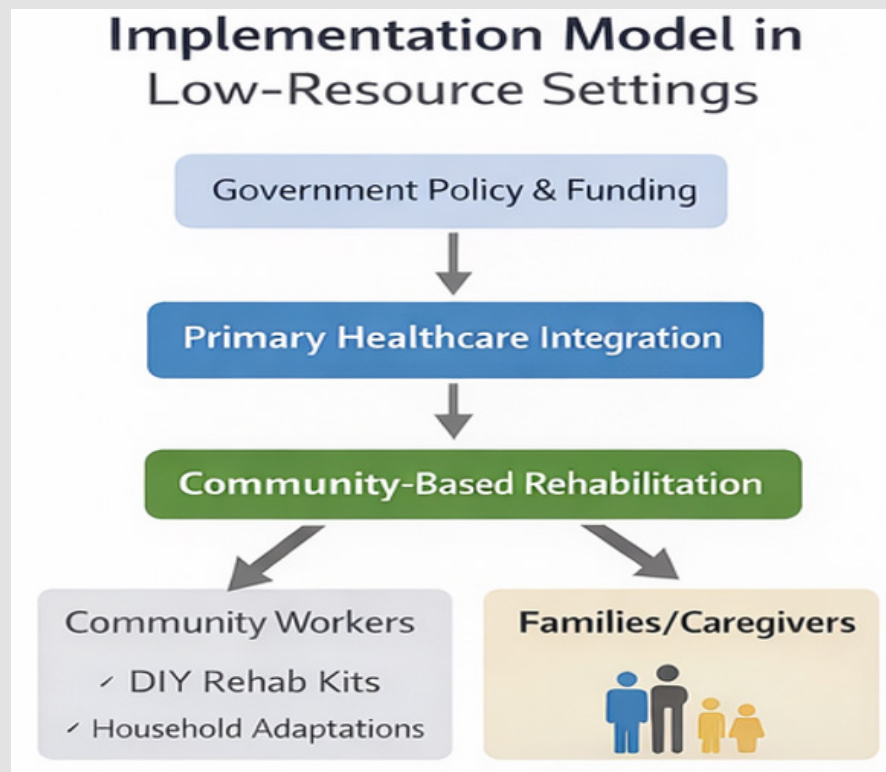 Implementation Model in
Low-Resource Settings
Government Policy & Funding
Primary Healthcare Integration
Community-Based Rehabilitation
Community Workers
✓ DIY Rehab Kits
✓ Household Adaptations
Families/Caregivers